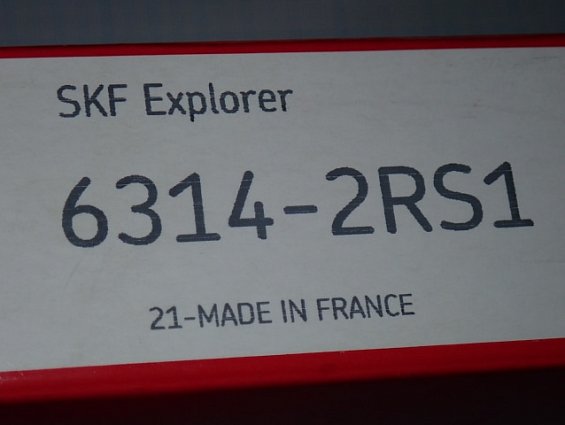 SKF Explorer
6314-2RS1
21-MADE IN FRANCE